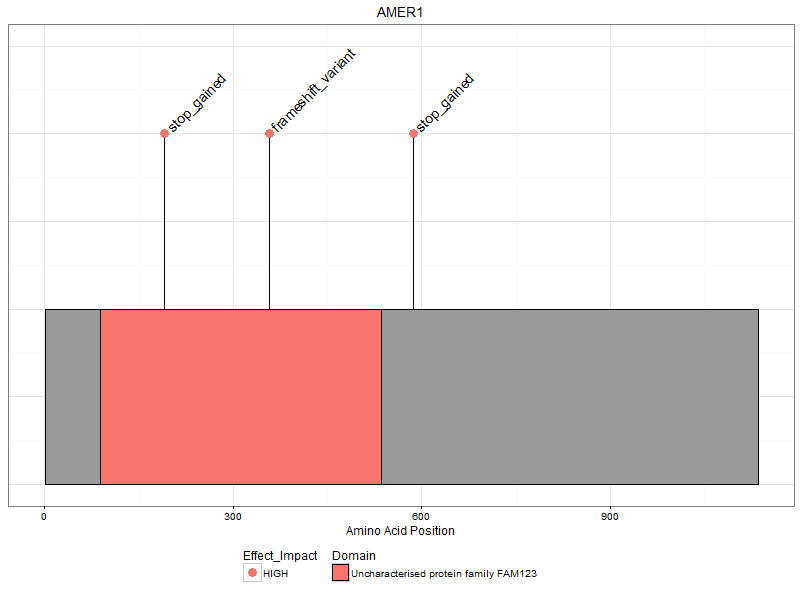 AMER1
stop_gained
frameshift_variant
stop_gained
0 300 600 900
Amino Acid Position
Effect_Impact Domain
HIGH Uncharacterised protein family FAM123